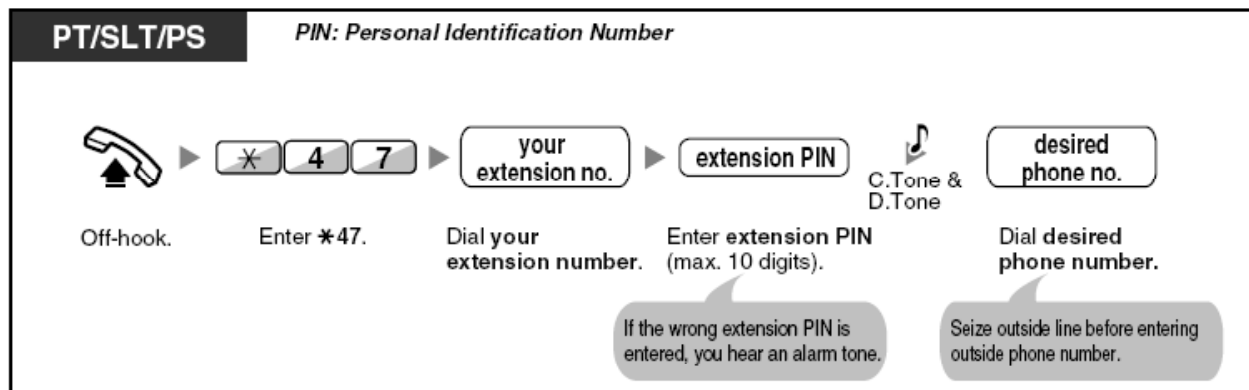 PT/SLT/PS
PIN: Personal Identification Number
* 4 7
your
extension no.
extension PIN
C.Tone &
D.Tone
desired
phone no.
Off-hook.
Enter *47.
Dial your
extension number.
Enter extension PIN
(max. 10 digits).
Dial desired
phone number.
If the wrong extension PIN is
entered, you hear an alarm tone.
Seize outside line before entering
outside phone number.